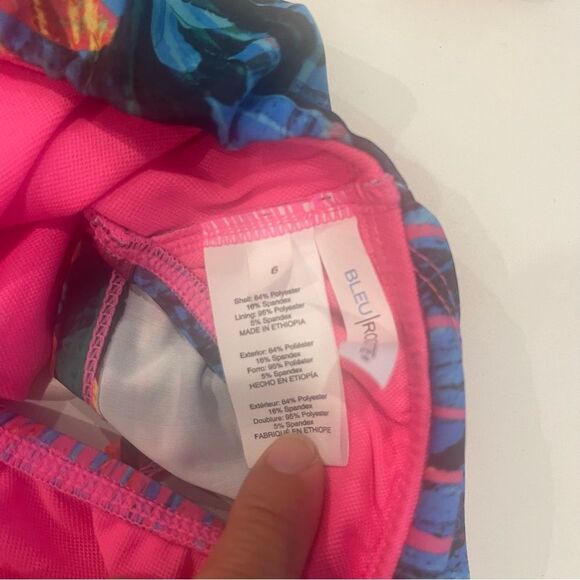 6
Shell: 84% Polyester
16% Spandex
Lining: 95% Polyester
5% Spandex
MADE IN ETHIOPIA
Exterior: 84% Poliéster
16% Spandex
Forro: 95% Poliéster
5% Spandex
HECHO EN ETIOPÍA
Extérieur: 84% Polyester
16% Spandex
Doublure: 95% Polyester
5% Spandex
FABRIQUÉ EN ETHIOPIE
BLEU|ROD